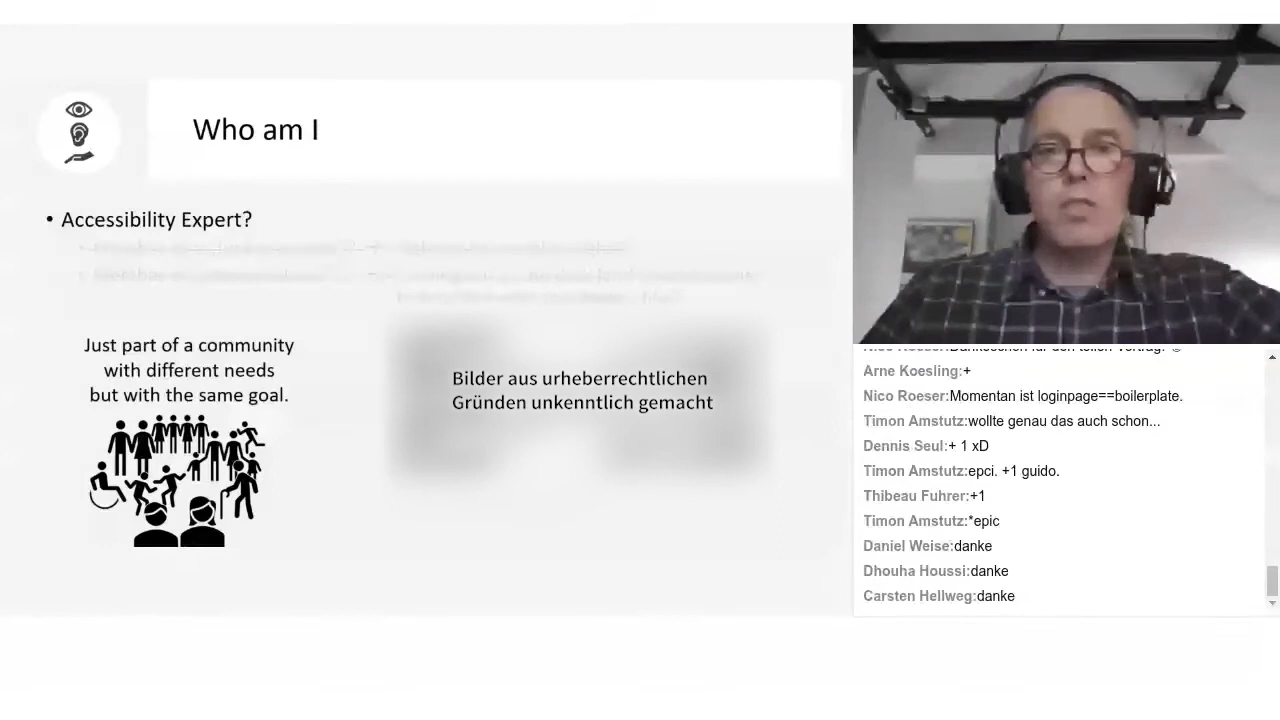 Who am I
• Accessibility Expert?
Just part of a community
with different needs
but with the same goal.
Bilder aus urheberrechtlichen
Gründen unkenntlich gemacht
Arne Koesling:+
Nico Roeser:Momentan ist loginpage==boilerplate.
Timon Amstutz:wollte genau das auch schon...
Dennis Seul:+ 1 xD
Timon Amstutz:epci. +1 guido.
Thibeau Fuhrer:+1
Timon Amstutz:*epic
Daniel Weise:danke
Dhouha Houssi:danke
Carsten Hellweg:danke